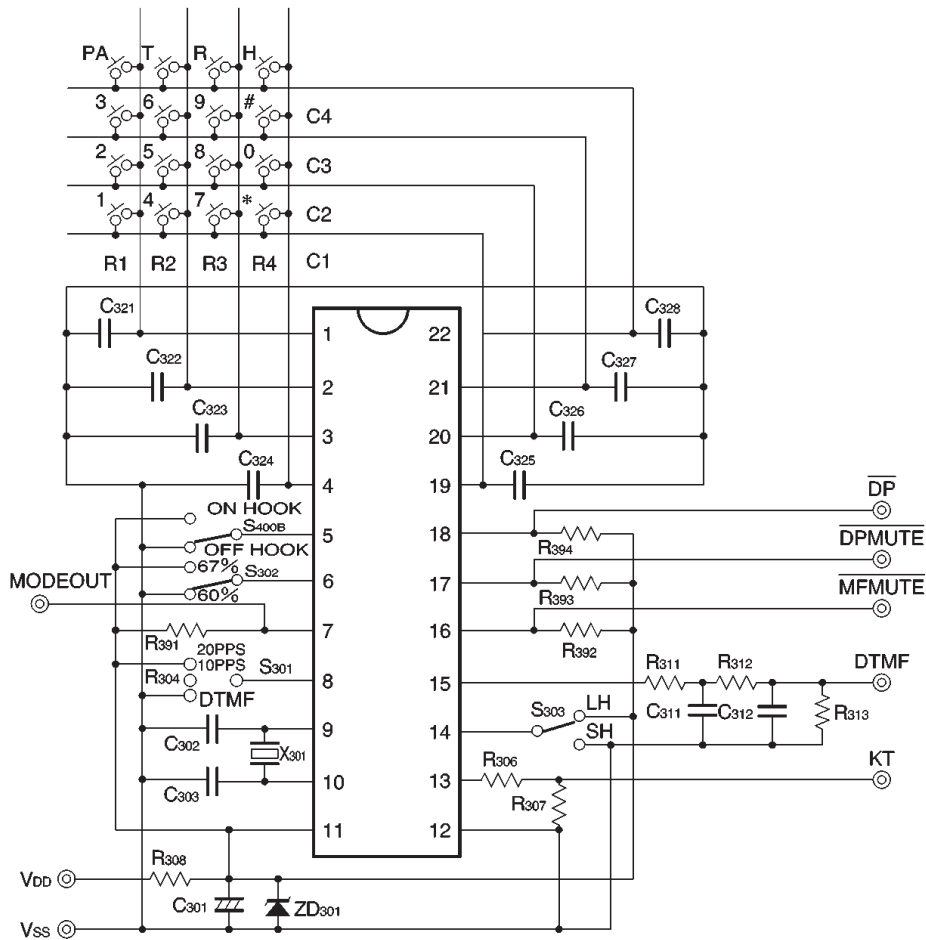 PA T R H
3 6 9 # C4
2 5 8 0 C3
1 4 7 * C2
R1 R2 R3 R4 C1
C321 1 22 C328
C322 2 21 C327
C323 3 20 C326
C324 4 19 C325
ON HOOK
S400B 5 18 R394 DP
OFF HOOK
67%
S302 6 17 R393 DPMUTE
60%
MODEOUT 7 16 R392 MFMUTE
R391
20PPS
10PPS S301
R304 8 15 R311 R312 DTMF
DTMF
C302 9 14 S303 LH C311 C312 R313
SH
X301
C303 10 13 R306 KT
R307
11 12
VDD R308
C301 ZD301
VSS